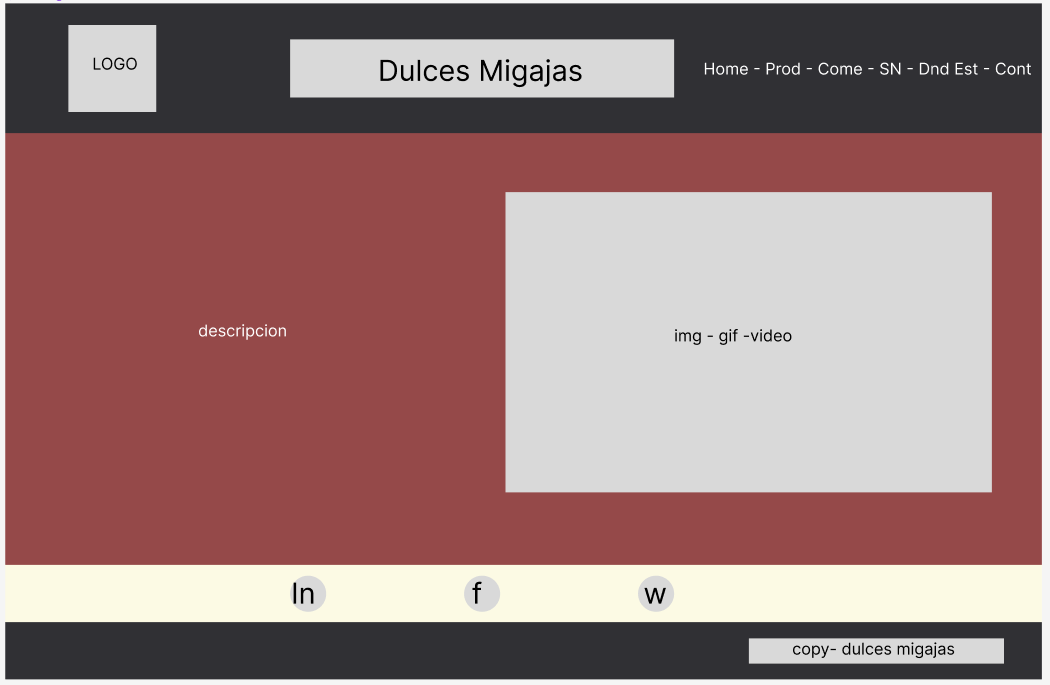 LOGO
Dulces Migajas
Home - Prod - Come - SN - Dnd Est - Cont
descripcion
img - gif -video
In
f
w
copy- dulces migajas